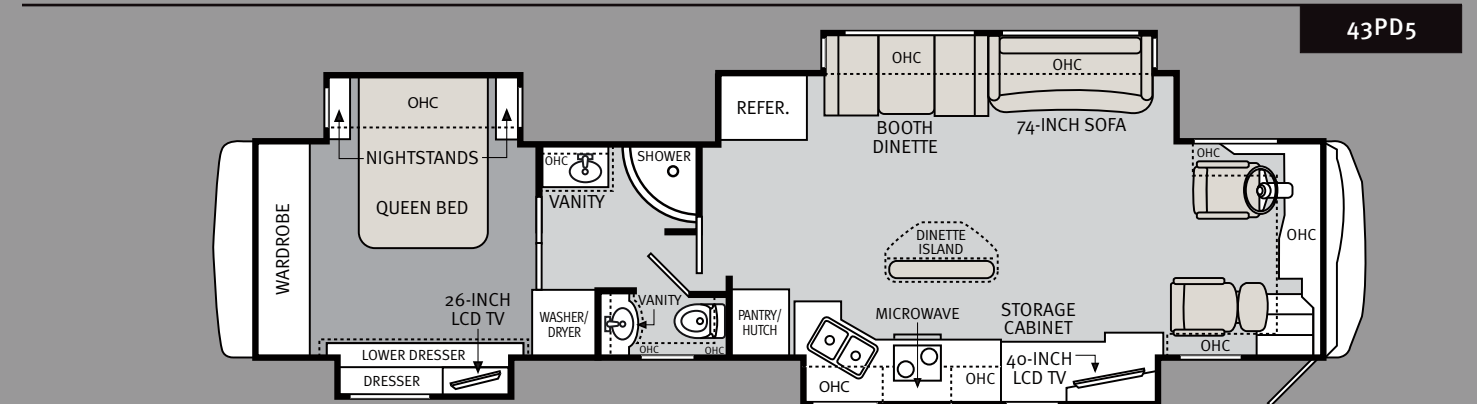 43PD5
OHC
OHC
OHC
REFER.
BOOTH
DINETTE
74-INCH SOFA
NIGHTSTANDS
QUEEN BED
WARDROBE
OHC
VANITY
SHOWER
OHC
OHC
DINETTE
ISLAND
26-INCH
LCD TV
WASHER/
DRYER
VANITY
OHC
OHC
PANTRY/
HUTCH
MICROWAVE
STORAGE
CABINET
OHC
LOWER DRESSER
DRESSER
OHC
OHC
40-INCH
LCD TV